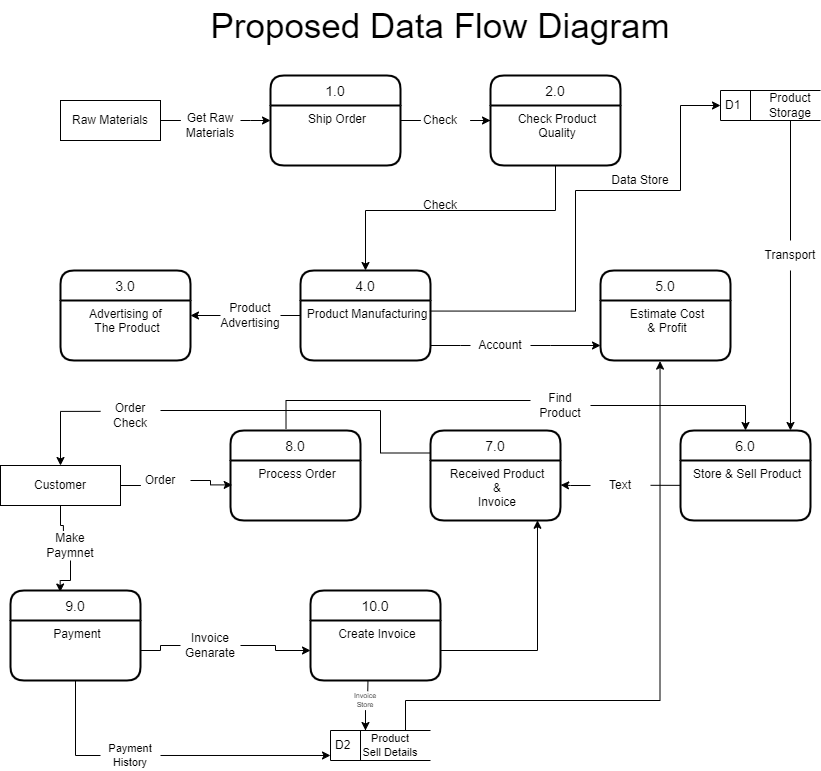 Proposed Data Flow Diagram
1.0
2.0
D1
Product
Storage
Raw Materials
Get Raw
Materials
Ship Order
Check
Check Product
Quality
Data Store
Check
Transport
3.0
4.0
5.0
Advertising of
The Product
Product
Advertising
Product Manufacturing
Estimate Cost
& Profit
Account
Order
Check
Find
Product
8.0
7.0
6.0
Customer
Order
Process Order
Received Product
&
Invoice
Text
Store & Sell Product
Make
Paymnet
9.0
10.0
Payment
Invoice
Genarate
Create Invoice
Invoice
Store
D2
Product
Sell Details
Payment
History